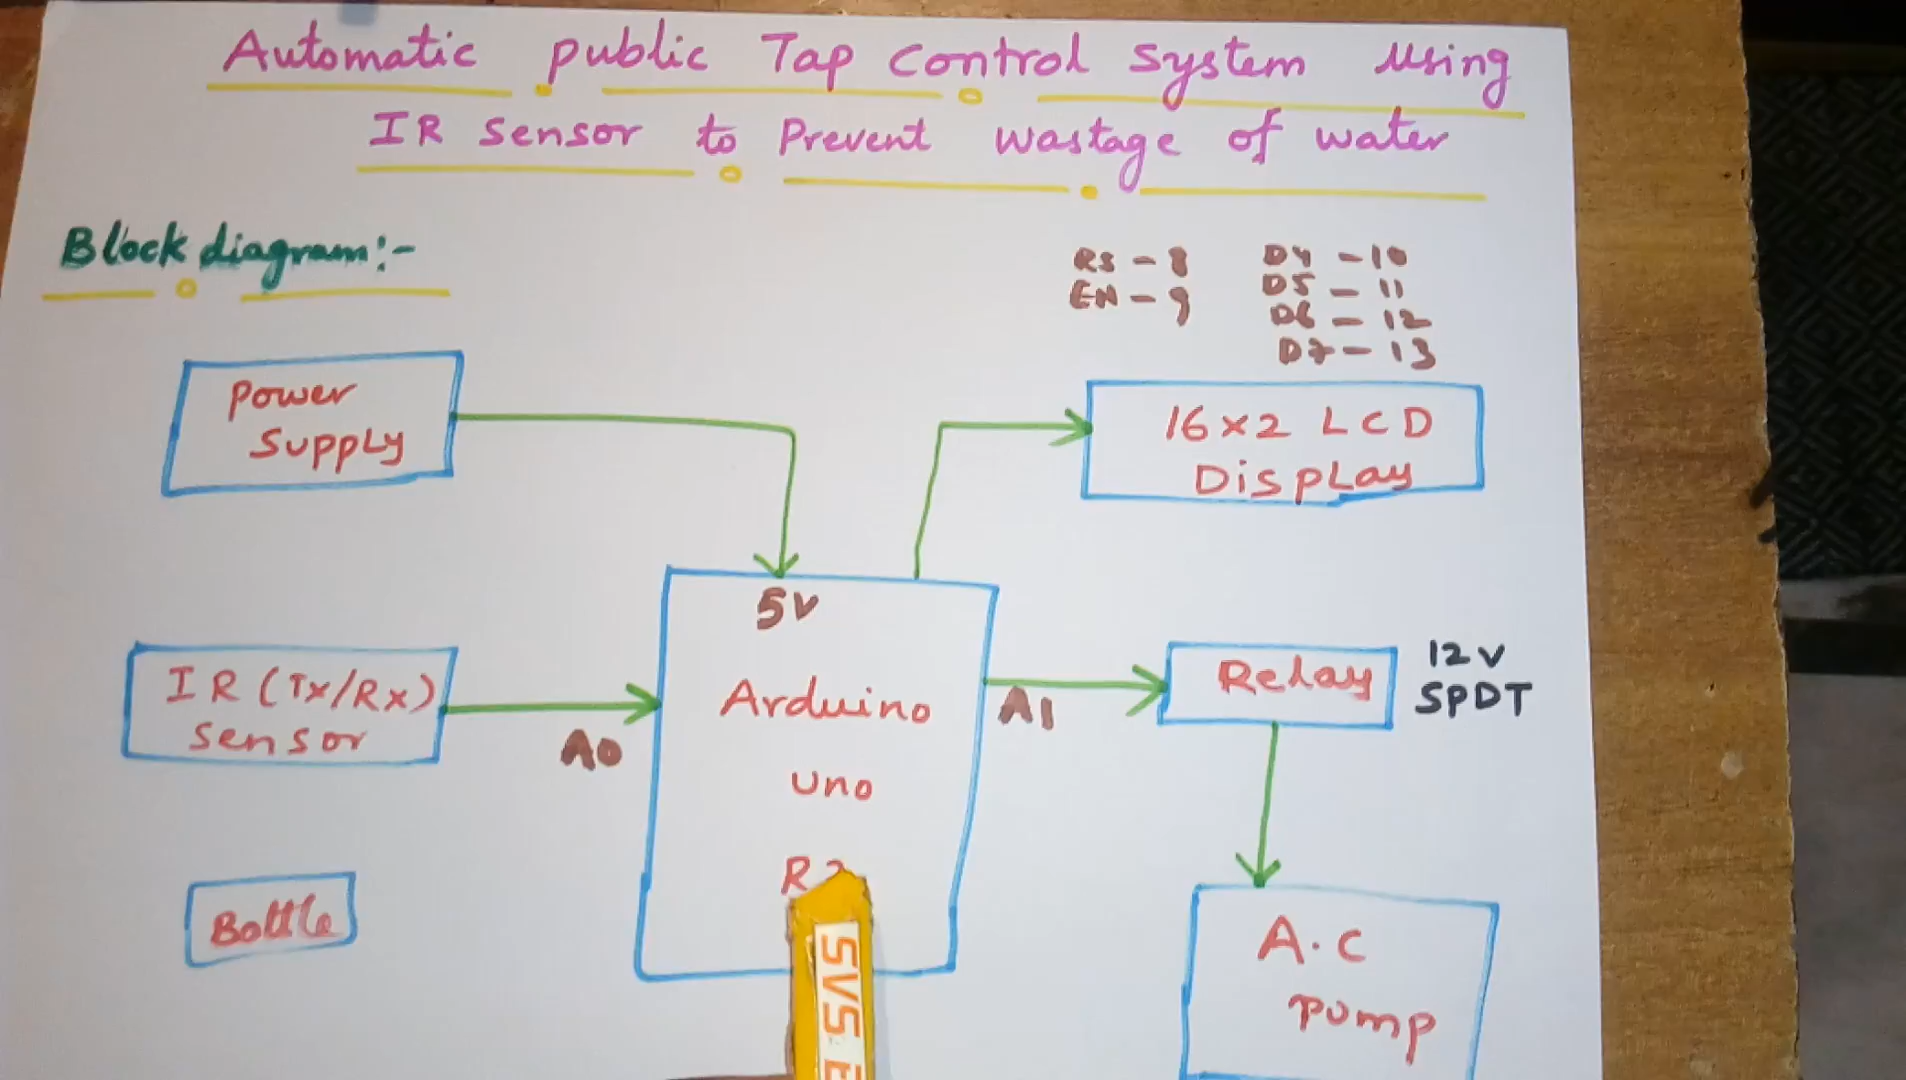 Automatic public Tap Control System using
IR Sensor to Prevent wastage of water
Block diagram:-
RS - 8
EN - 9
D4 - 10
D5 - 11
D6 - 12
D7 - 13
Power
Supply
16x2 LCD
Display
5V
Arduino
uno
IR (Tx/Rx)
Sensor
A0
A1
Relay
12V
SPDT
Bottle
A.C
Pump
SVS